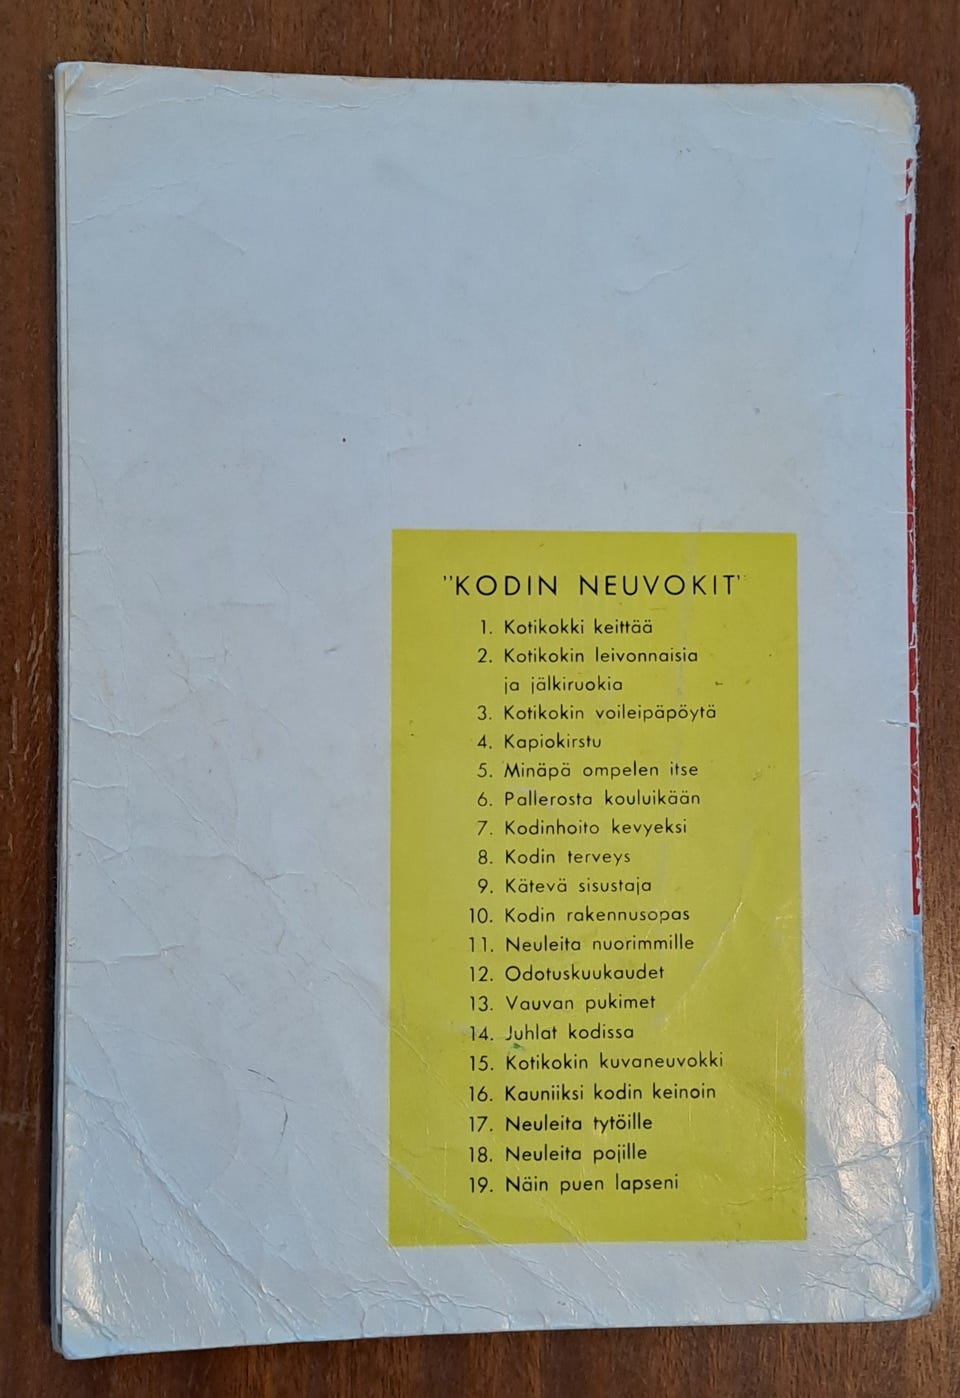 "KODIN NEUVOKIT"
1. Kotikokki keittää
2. Kotikokin leivonnaisia
ja jälkiruokia
3. Kotikokin voileipäpöytä
4. Kapiokirstu
5. Minäpä ompelen itse
6. Pallerosta kouluikään
7. Kodinhoito kevyeksi
8. Kodin terveys
9. Kätevä sisustaja
10. Kodin rakennusopas
11. Neuleita nuorimmille
12. Odotuskuukaudet
13. Vauvan pukimet
14. Juhlat kodissa
15. Kotikokin kuvaneuvokki
16. Kauniiksi kodin keinoin
17. Neuleita tytöille
18. Neuleita pojille
19. Näin puen lapseni